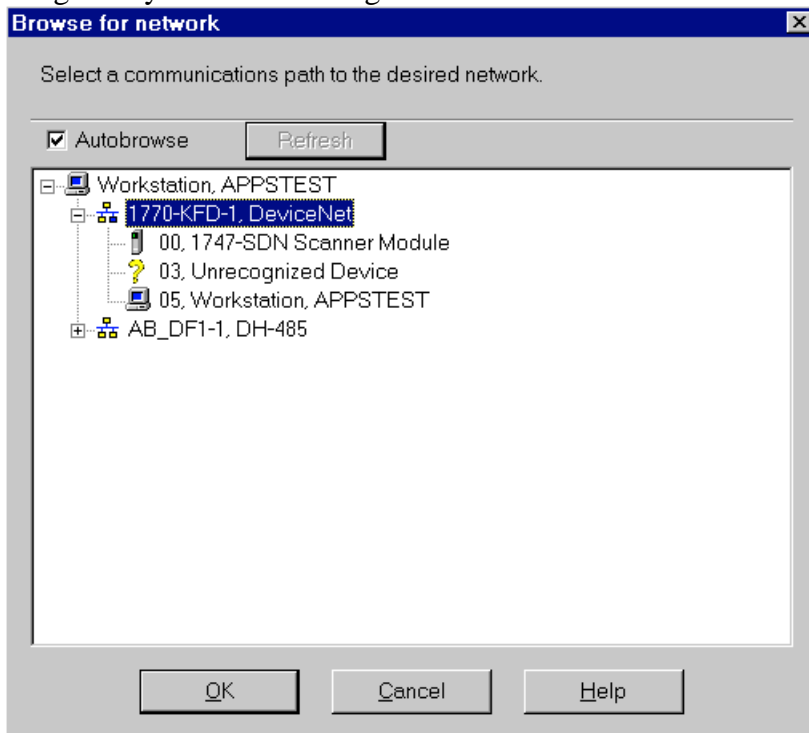 Browse for network
Select a communications path to the desired network.
Autobrowse Refresh
Workstation, APPSTEST
1770-KFD-1, DeviceNet
00, 1747-SDN Scanner Module
03, Unrecognized Device
05, Workstation, APPSTEST
AB_DF1-1, DH-485
OK Cancel Help